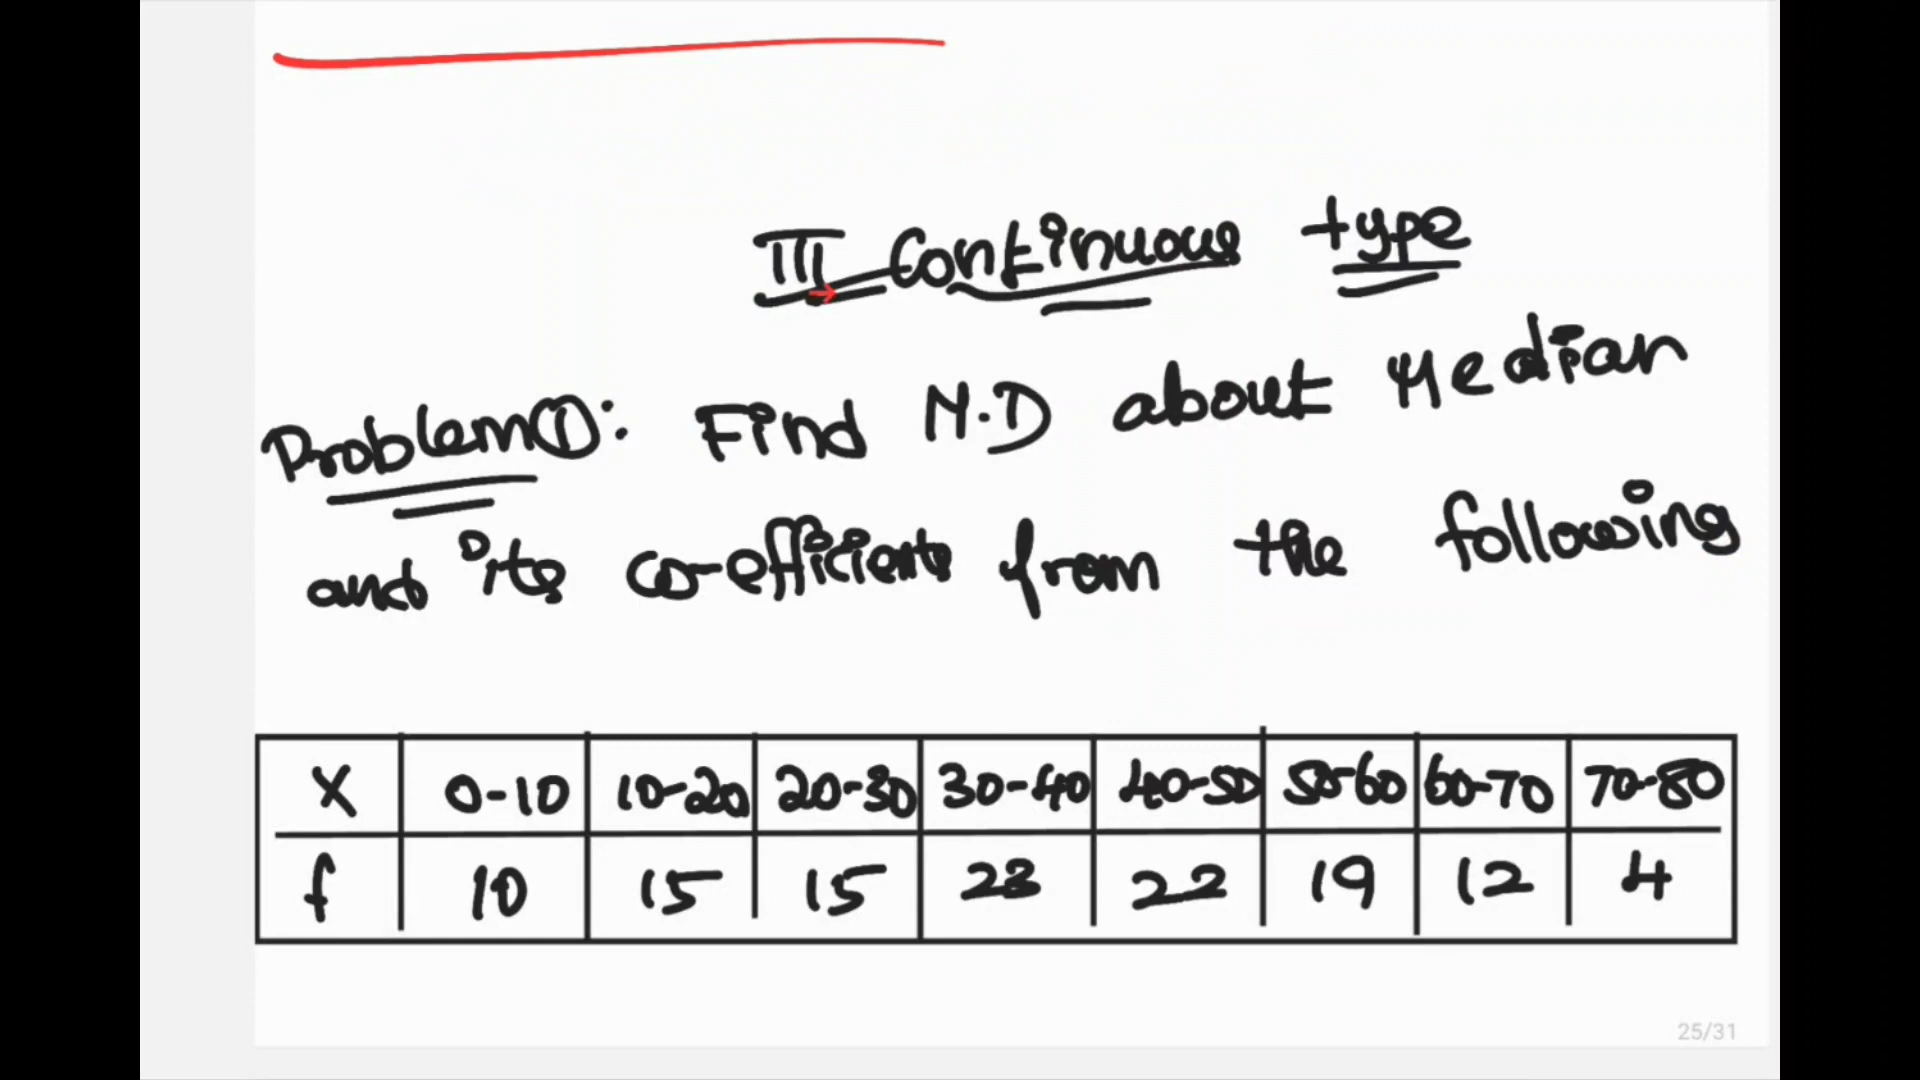 III Continuous type
Problem①: Find M.D about Median
and its co-efficients from the following
X 0-10 10-20 20-30 30-40 40-50 50-60 60-70 70-80
f 10 15 15 23 22 19 12 4
25/31